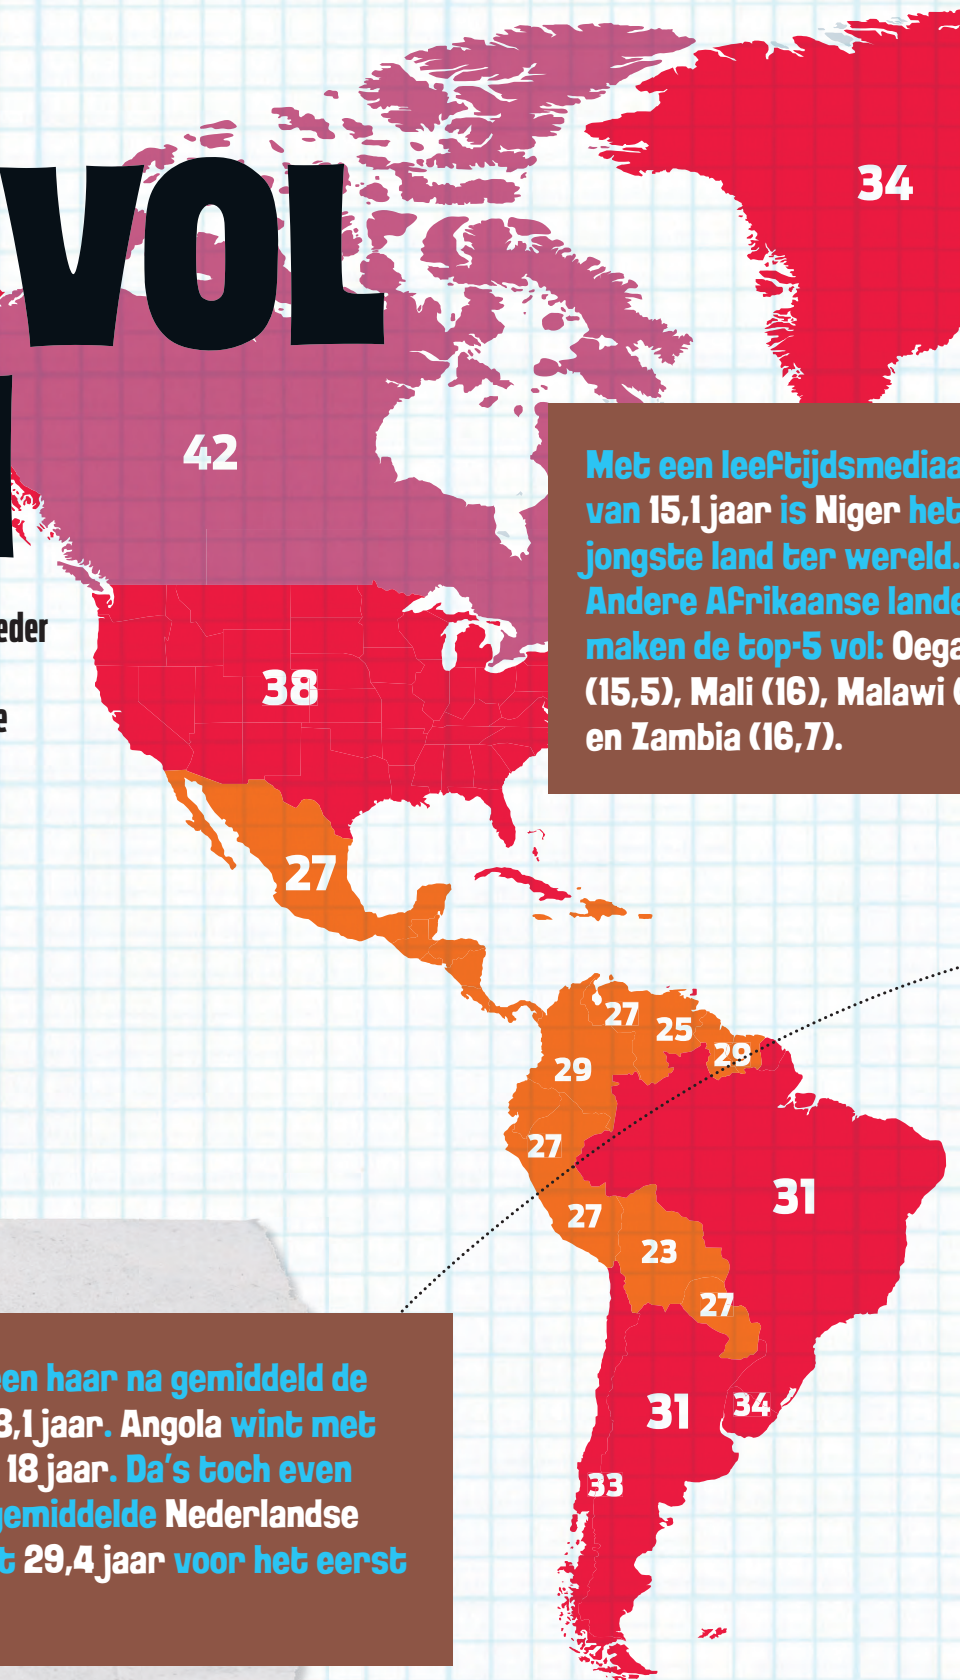 VOL
34
42
Met een leeftijdsmediaa
van 15,1 jaar is Niger het
jongste land ter wereld.
Andere Afrikaanse lande
maken de top-5 vol: Oega
(15,5), Mali (16), Malawi (
en Zambia (16,7).
eder
38
e
27
27
25
29
29
27
31
27
23
27
een haar na gemiddeld de
3,1 jaar. Angola wint met
18 jaar. Da's toch even
gemiddelde Nederlandse
t 29,4 jaar voor het eerst
31
34
33